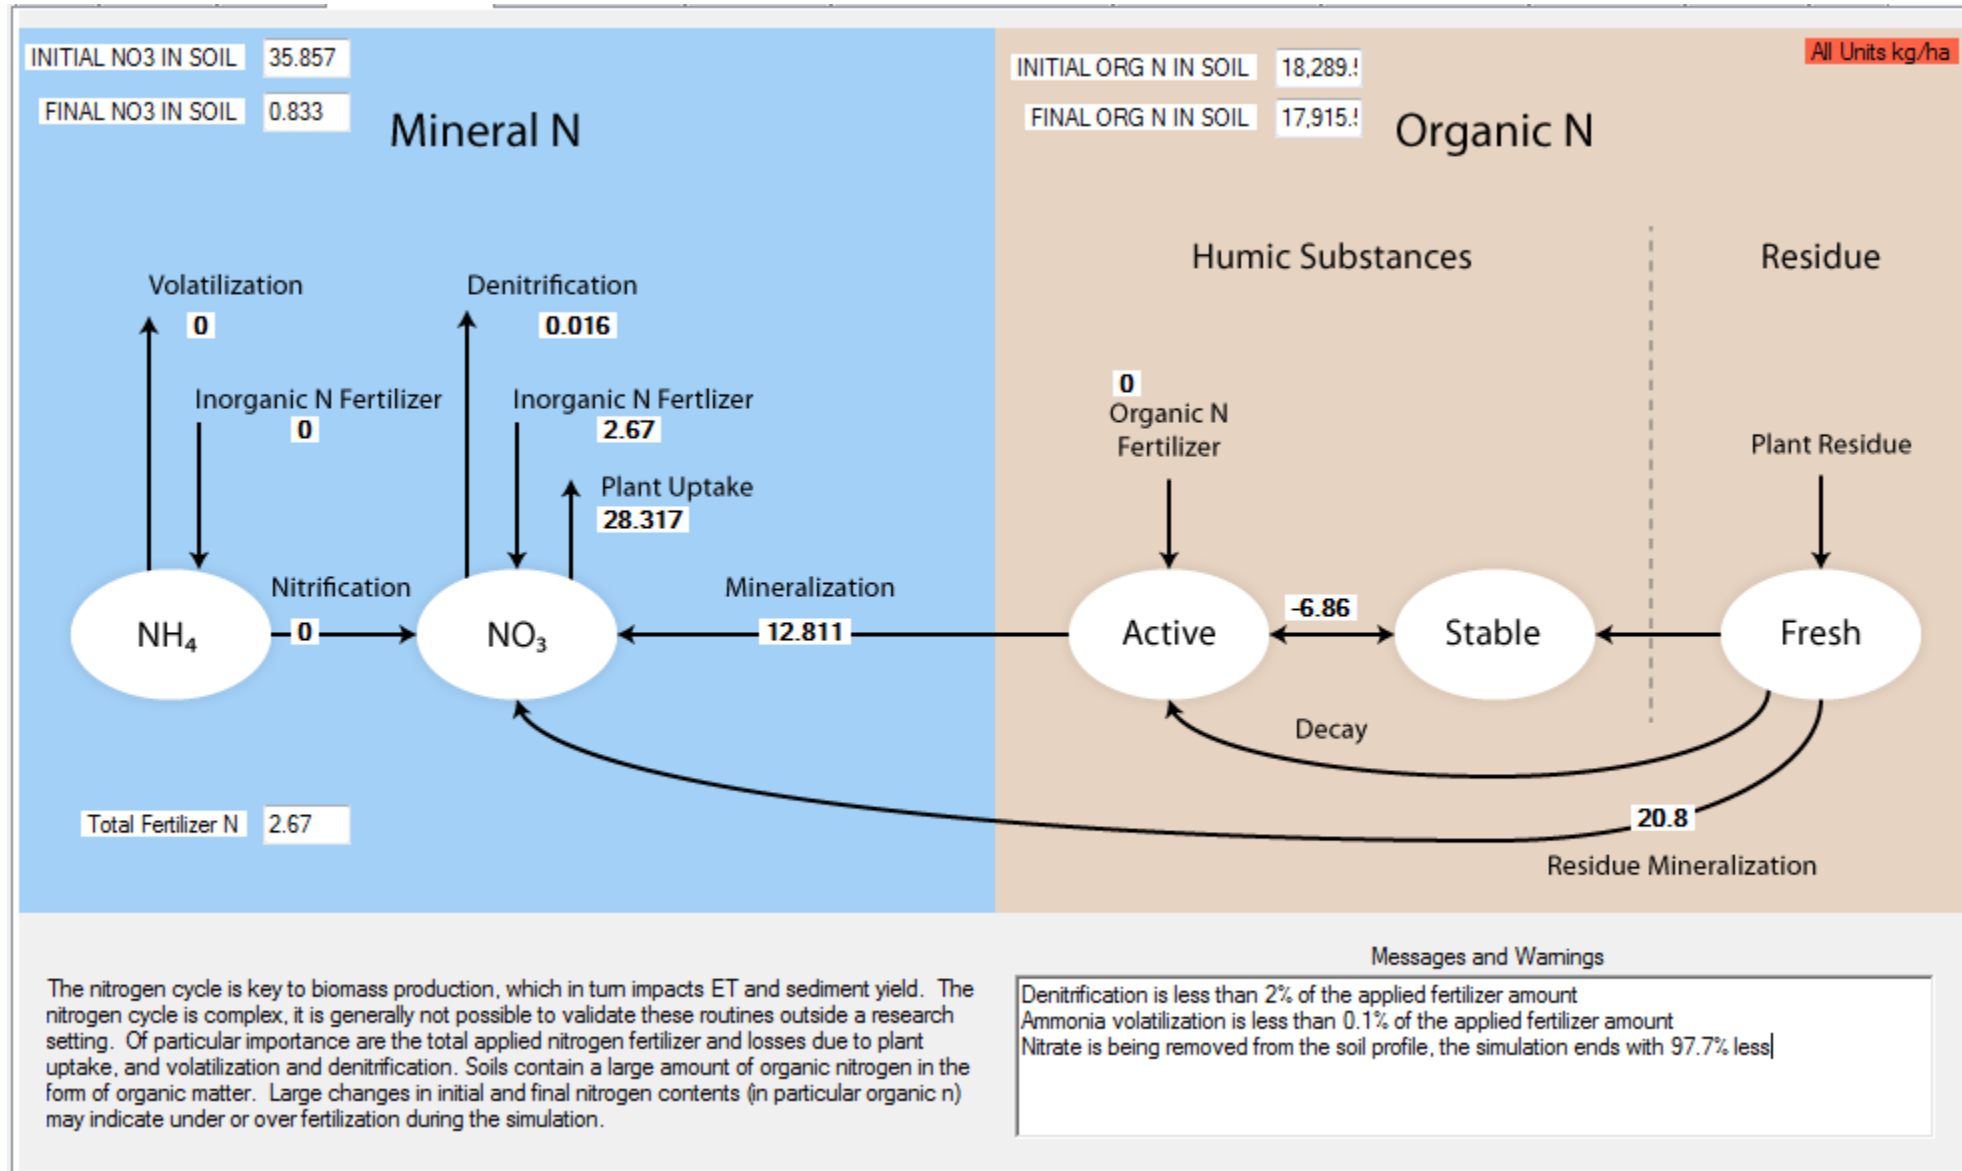 INITIAL NO3 IN SOIL 35.857
FINAL NO3 IN SOIL 0.833
Mineral N
INITIAL ORG N IN SOIL 18,289.
FINAL ORG N IN SOIL 17,915.
Organic N
All Units kg/ha
Humic Substances
Residue
Volatilization
0
Denitrification
0.016
Inorganic N Fertilizer
0
Inorganic N Fertlizer
2.67
Plant Uptake
28.317
0
Organic N
Fertilizer
Plant Residue
Nitrification
0
Mineralization
12.811
-6.86
NH₄
NO₃
Active
Stable
Fresh
Decay
20.8
Residue Mineralization
Total Fertilizer N 2.67
The nitrogen cycle is key to biomass production, which in turn impacts ET and sediment yield. The
nitrogen cycle is complex, it is generally not possible to validate these routines outside a research
setting. Of particular importance are the total applied nitrogen fertilizer and losses due to plant
uptake, and volatilization and denitrification. Soils contain a large amount of organic nitrogen in the
form of organic matter. Large changes in initial and final nitrogen contents (in particular organic n)
may indicate under or over fertilization during the simulation.
Messages and Warnings
Denitrification is less than 2% of the applied fertilizer amount
Ammonia volatilization is less than 0.1% of the applied fertilizer amount
Nitrate is being removed from the soil profile, the simulation ends with 97.7% less